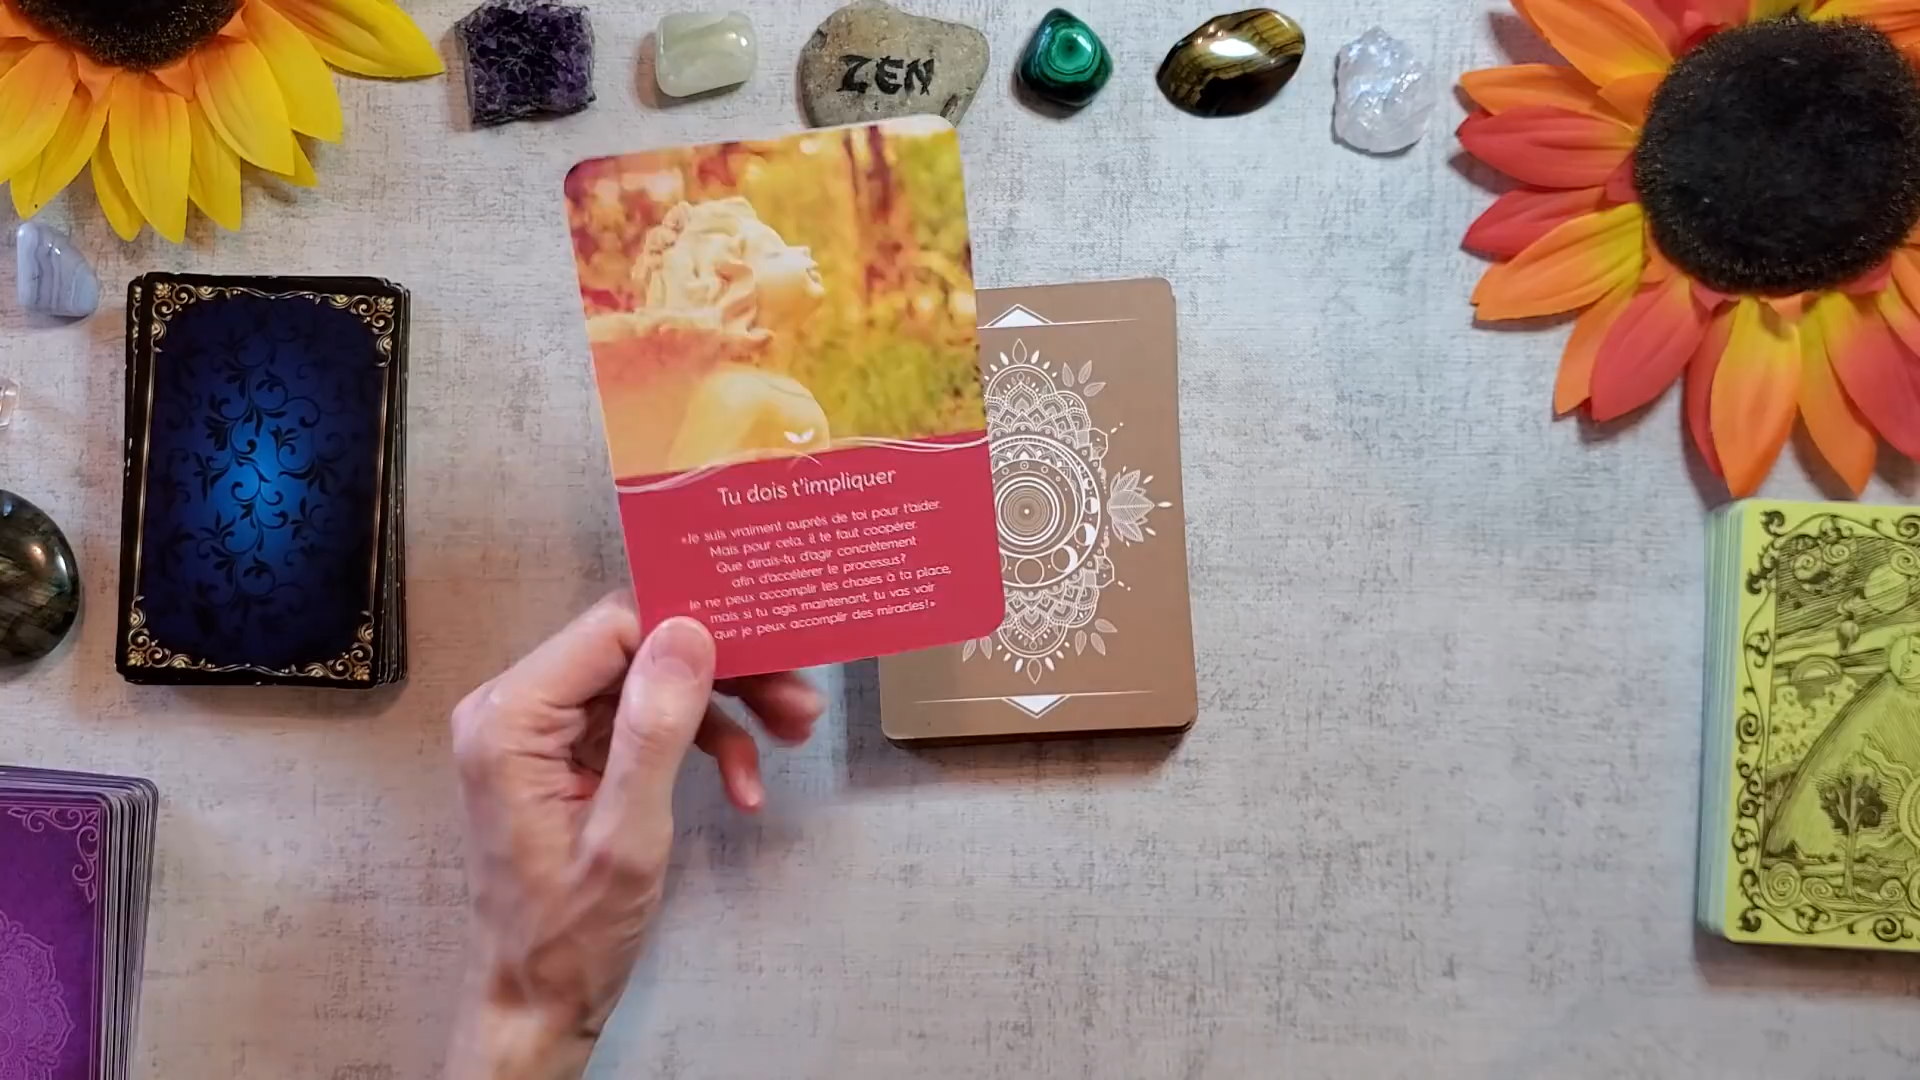 ZEN
Tu dois t'impliquer
«Je suis vraiment auprès de toi pour t'aider.
Mais pour cela, il te faut coopérer.
Que dirais-tu d'agir concrètement
afin d'accélérer le processus?
Je ne peux accomplir les choses à ta place,
mais si tu agis maintenant, tu vas voir
que je peux accomplir des miracles!»